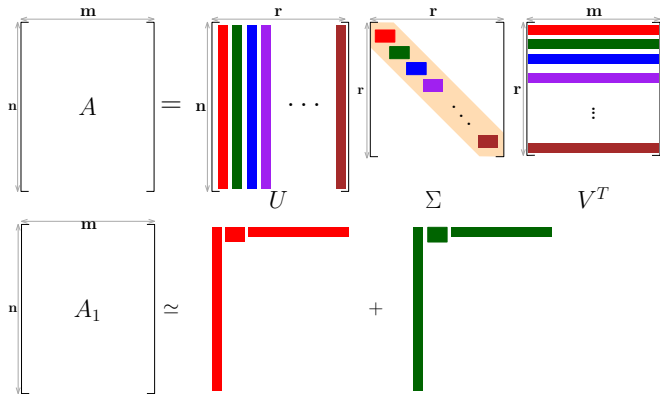 m r r m
n A = n ⋯ r ⋱ r ⋮
U Σ V^T
m
n A₁ ≃ +